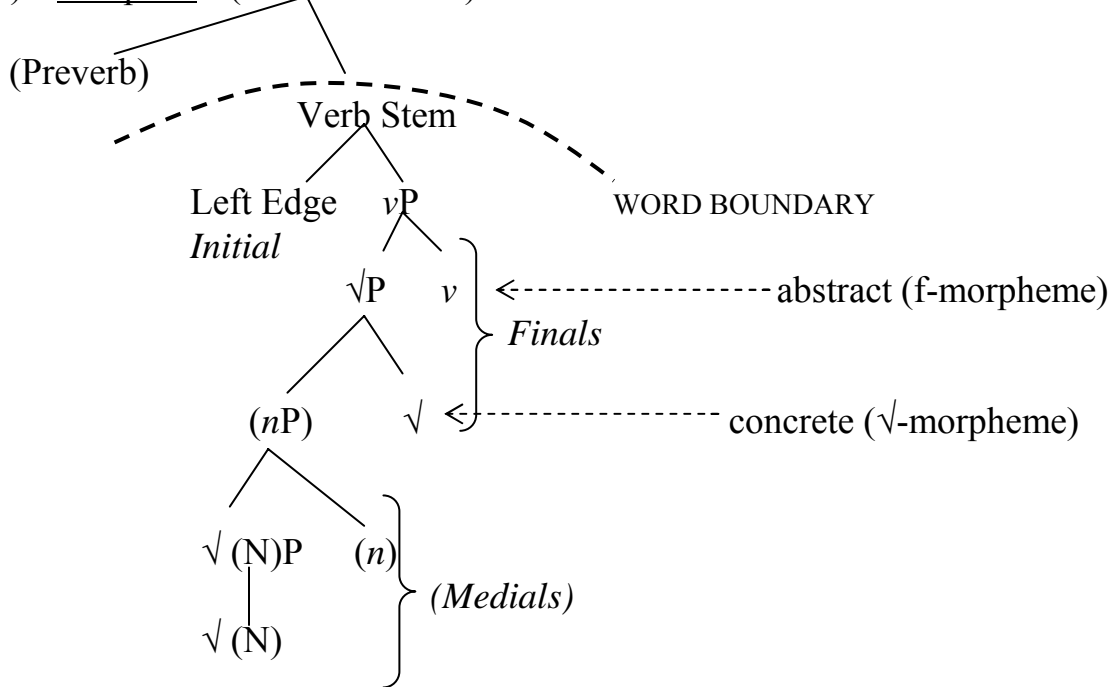 (Preverb)
Verb Stem
Left Edge vP
WORD BOUNDARY
Initial
√P v
abstract (f-morpheme)
Finals
(nP) √
concrete (√-morpheme)
√ (N)P (n)
(Medials)
√ (N)